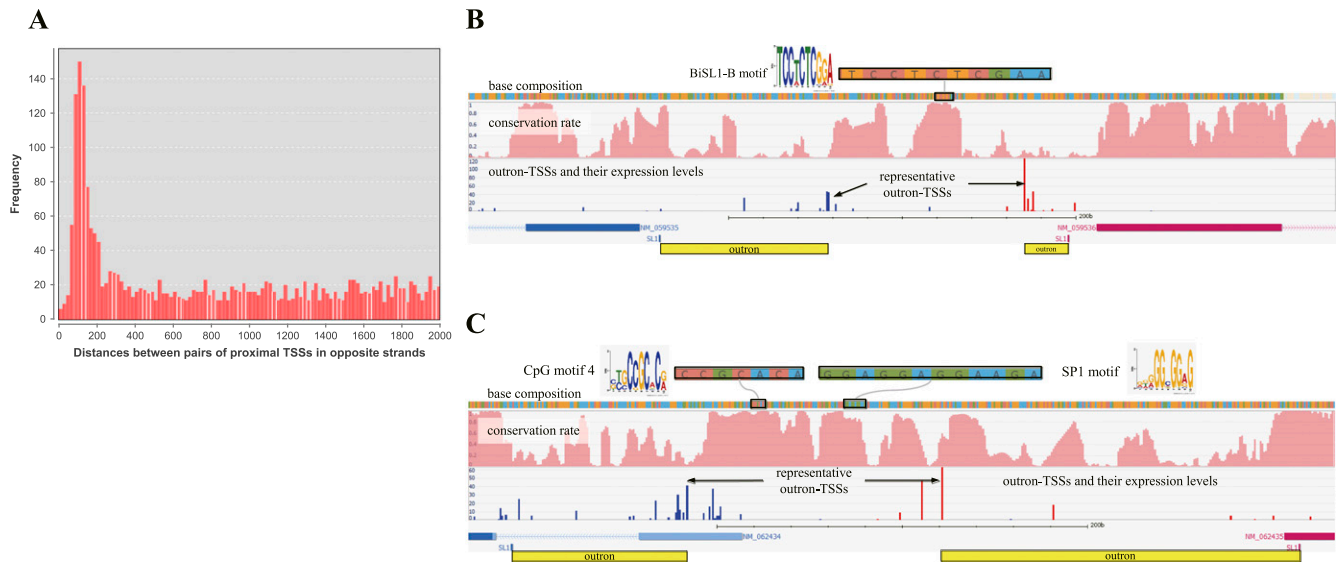 A
140
120
100
80
60
40
20
0
Frequency
0 200 400 600 800 1000 1200 1400 1600 1800 2000
Distances between pairs of proximal TSSs in opposite strands
B
BiSL1-B motif
TCCTCTCGGA
T C C T C T C G A A
base composition
conservation rate
outron-TSSs and their expression levels
representative
outron-TSSs
200b
NM_059535
NM_059536
SL1
SL1
outron
outron
C
CpG motif 4
C C G C A C A
G G A G G A G G A A G A
SP1 motif
base composition
conservation rate
representative
outron-TSSs
outron-TSSs and their expression levels
200b
NM_062434
NM_062435
SL1
SL1
outron
outron